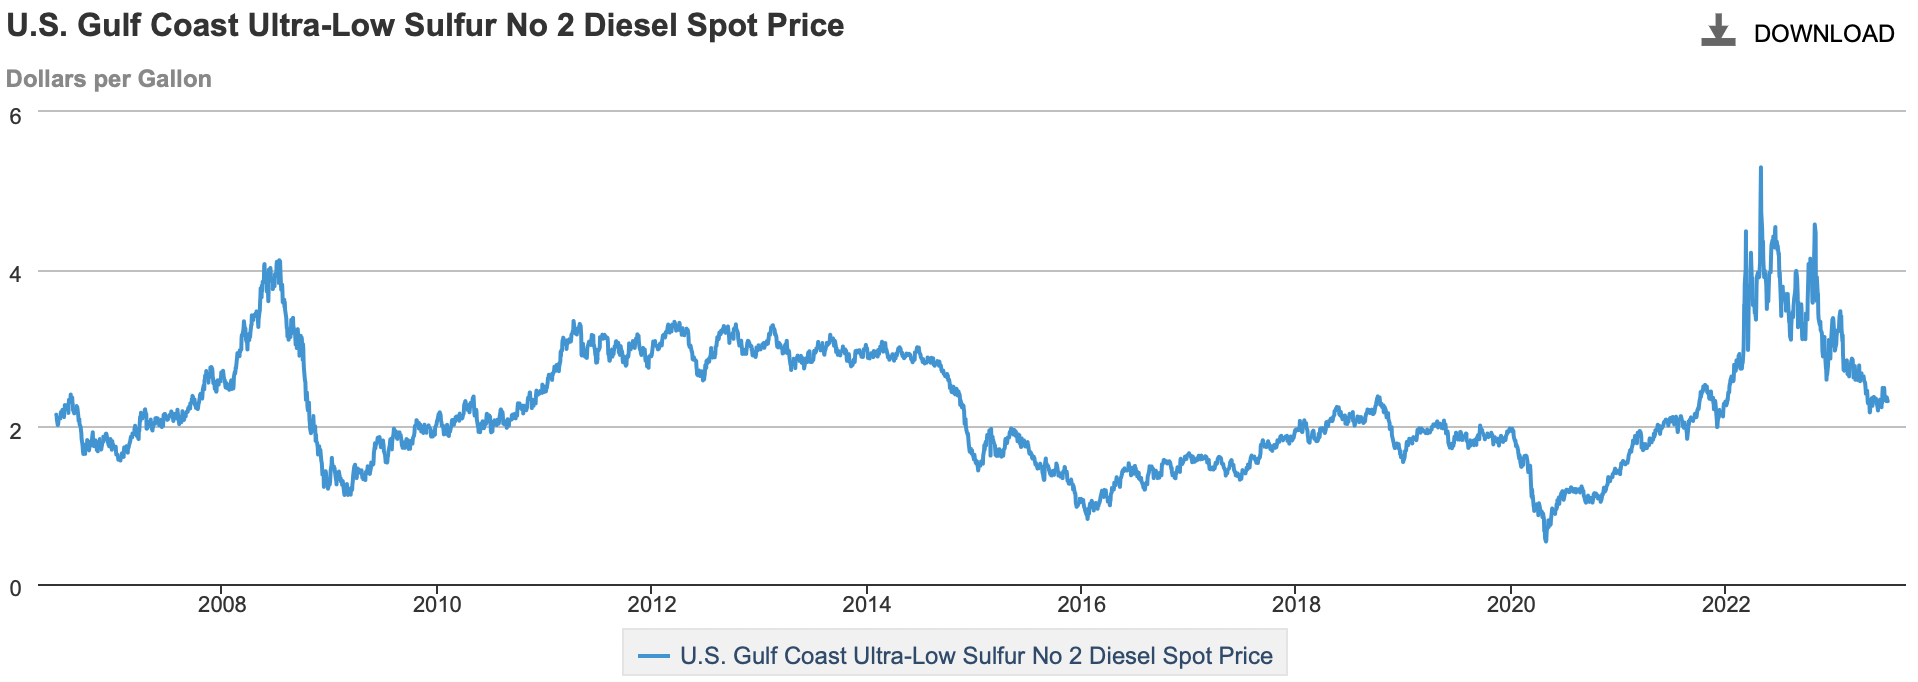 U.S. Gulf Coast Ultra-Low Sulfur No 2 Diesel Spot Price
DOWNLOAD
Dollars per Gallon
6
4
2
0
2008 2010 2012 2014 2016 2018 2020 2022
U.S. Gulf Coast Ultra-Low Sulfur No 2 Diesel Spot Price